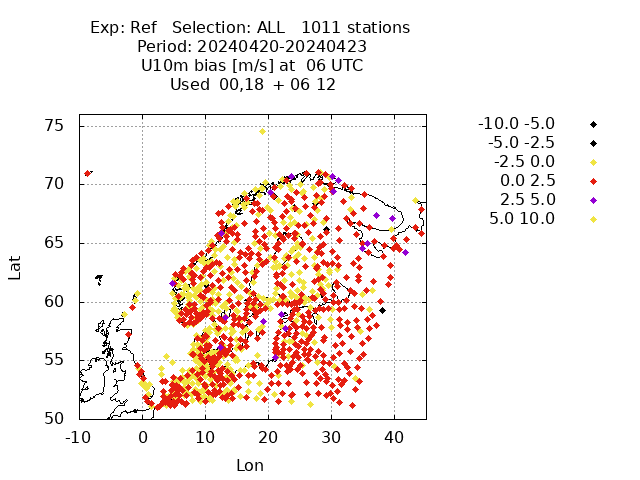 Exp: Ref Selection: ALL 1011 stations
Period: 20240420-20240423
U10m bias [m/s] at 06 UTC
Used 00,18 + 06 12
-10.0 -5.0
-5.0 -2.5
-2.5 0.0
0.0 2.5
2.5 5.0
5.0 10.0
75
70
65
60
55
50
Lat
-10 0 10 20 30 40
Lon